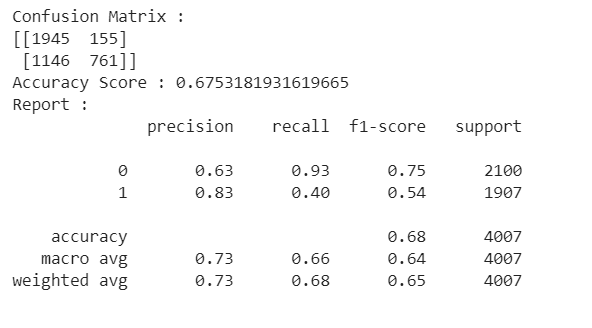 Confusion Matrix :
[[1945  155]
 [1146  761]]
Accuracy Score : 0.6753181931619665
Report :
              precision    recall  f1-score   support

           0       0.63      0.93      0.75      2100
           1       0.83      0.40      0.54      1907

    accuracy                           0.68      4007
   macro avg       0.73      0.66      0.64      4007
weighted avg       0.73      0.68      0.65      4007